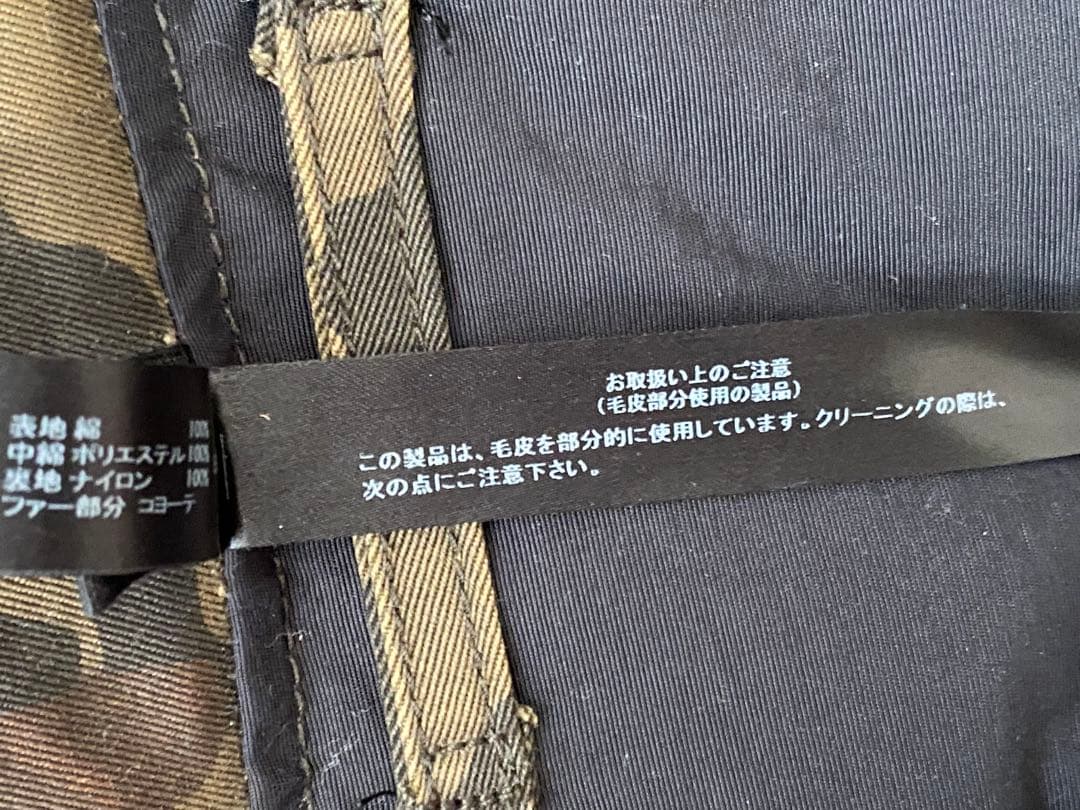 表地 綿 100%
中綿 ポリエステル 100%
裏地 ナイロン 100%
ファー部分 コヨーテ
お取扱い上のご注意
(毛皮部分使用の製品)
この製品は、毛皮を部分的に使用しています。クリーニングの際は、
次の点にご注意下さい。